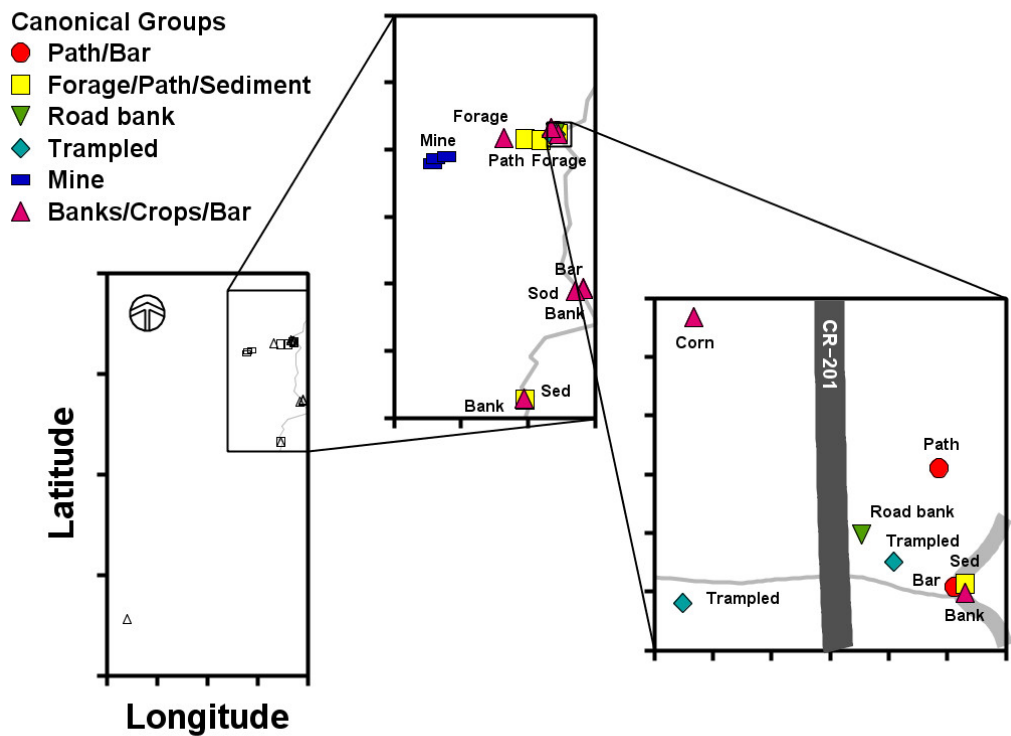 Canonical Groups
Path/Bar
Forage/Path/Sediment
Road bank
Trampled
Mine
Banks/Crops/Bar
Forage
Mine
Path Forage
Bar
Sod
Bank
Sed
Bank
CR-201
Corn
Path
Road bank
Trampled
Sed
Bar
Trampled
Bank
Latitude
Longitude